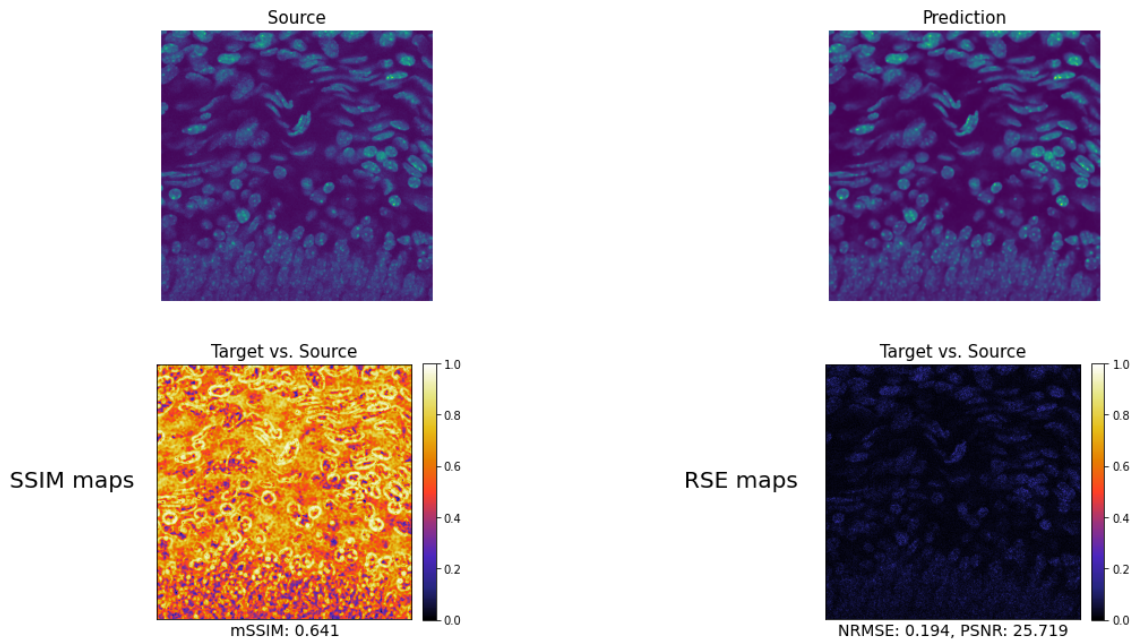 Source
Prediction
Target vs. Source
Target vs. Source
SSIM maps
1.0
0.8
0.6
0.4
0.2
0.0
RSE maps
1.0
0.8
0.6
0.4
0.2
0.0
mSSIM: 0.641
NRMSE: 0.194, PSNR: 25.719